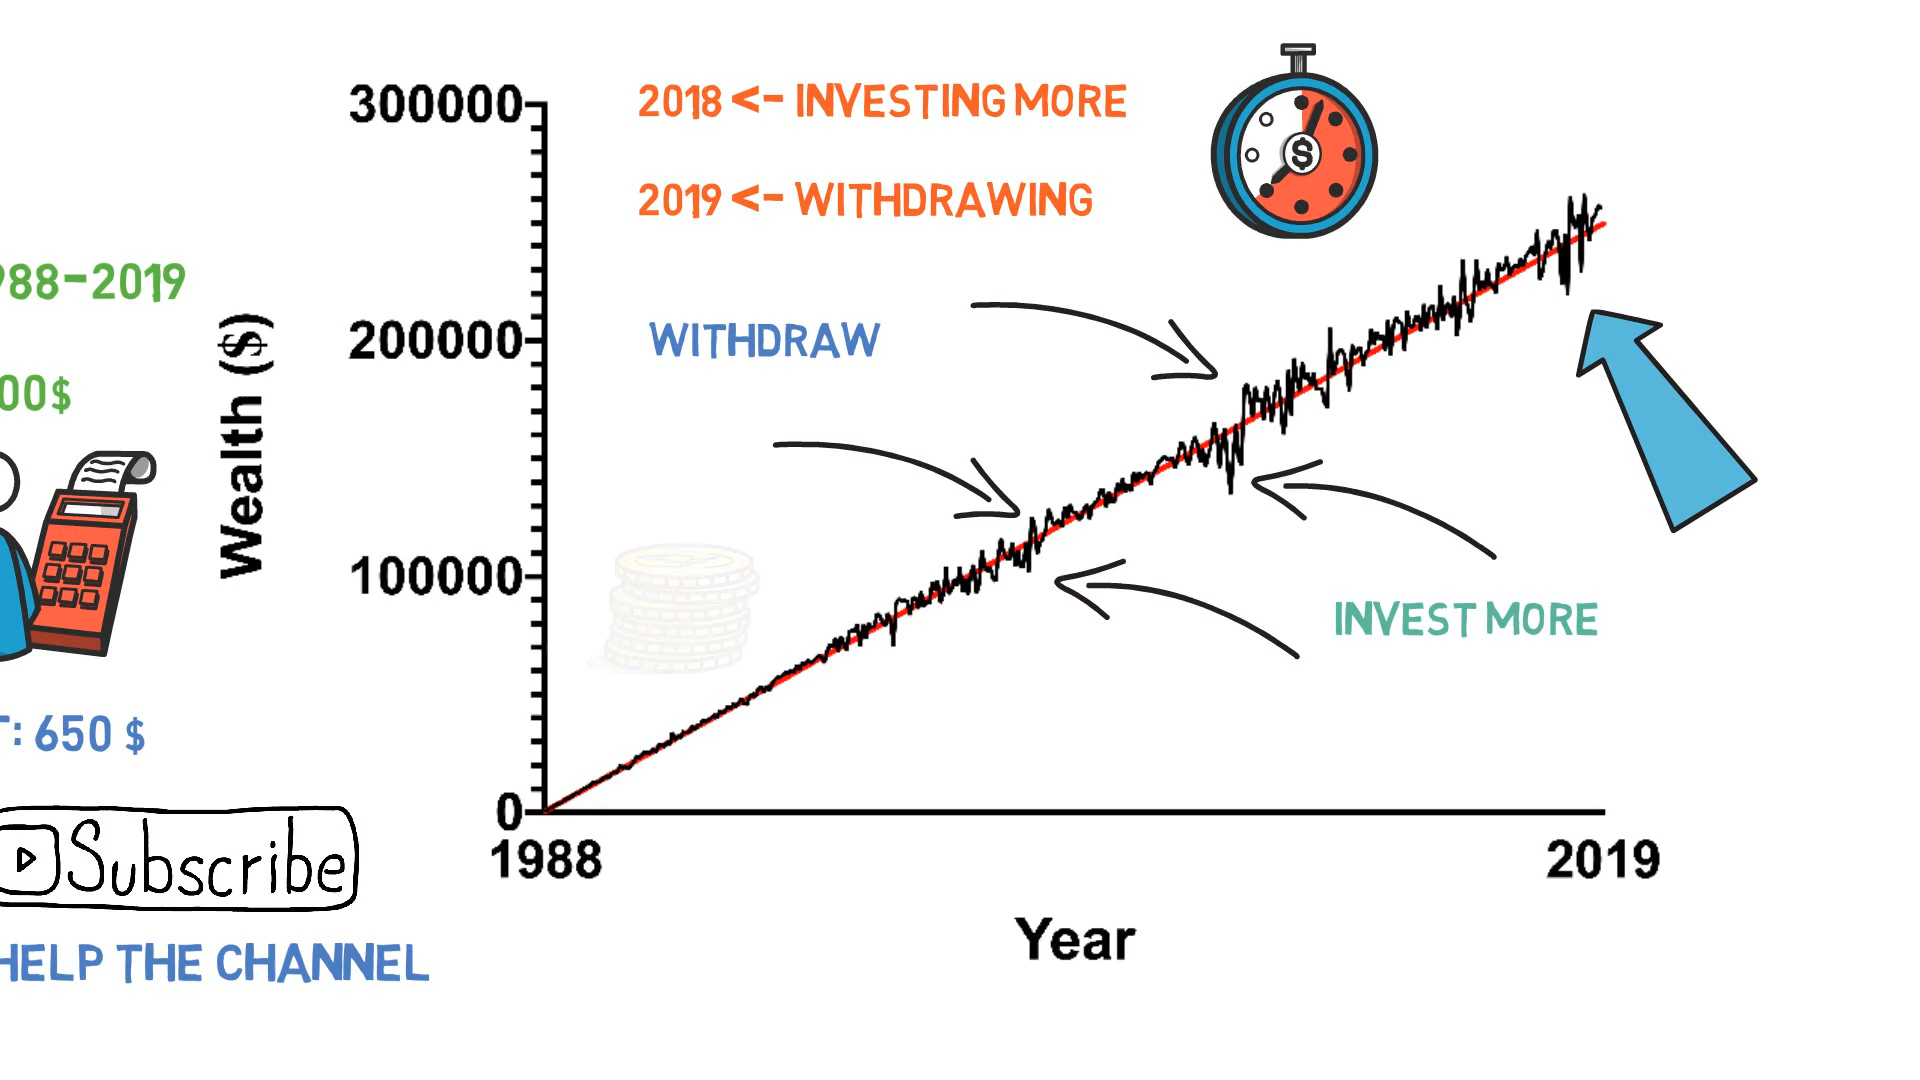 988-2019
00$
T: 650 $
Subscribe
HELP THE CHANNEL
Wealth ($)
300000
200000
100000
0
1988
2019
Year
2018 <- INVESTING MORE
2019 <- WITHDRAWING
$
WITHDRAW
INVEST MORE